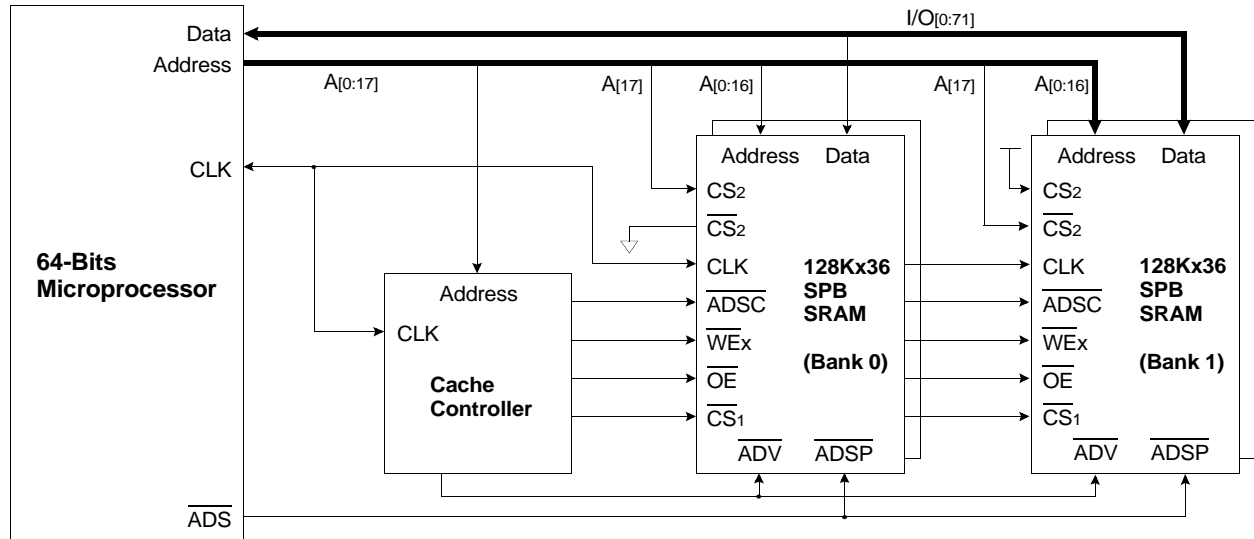 I/O[0:71]
Data
Address
A[0:17]
A[17]
A[0:16]
A[17]
A[0:16]
CLK
64-Bits
Microprocessor
ADS
Address
CLK
Cache
Controller
Address Data
CS2
CS2
CLK
ADSC
WEx
OE
CS1
ADV ADSP
128Kx36
SPB
SRAM
(Bank 0)
Address Data
CS2
CS2
CLK
ADSC
WEx
OE
CS1
ADV ADSP
128Kx36
SPB
SRAM
(Bank 1)